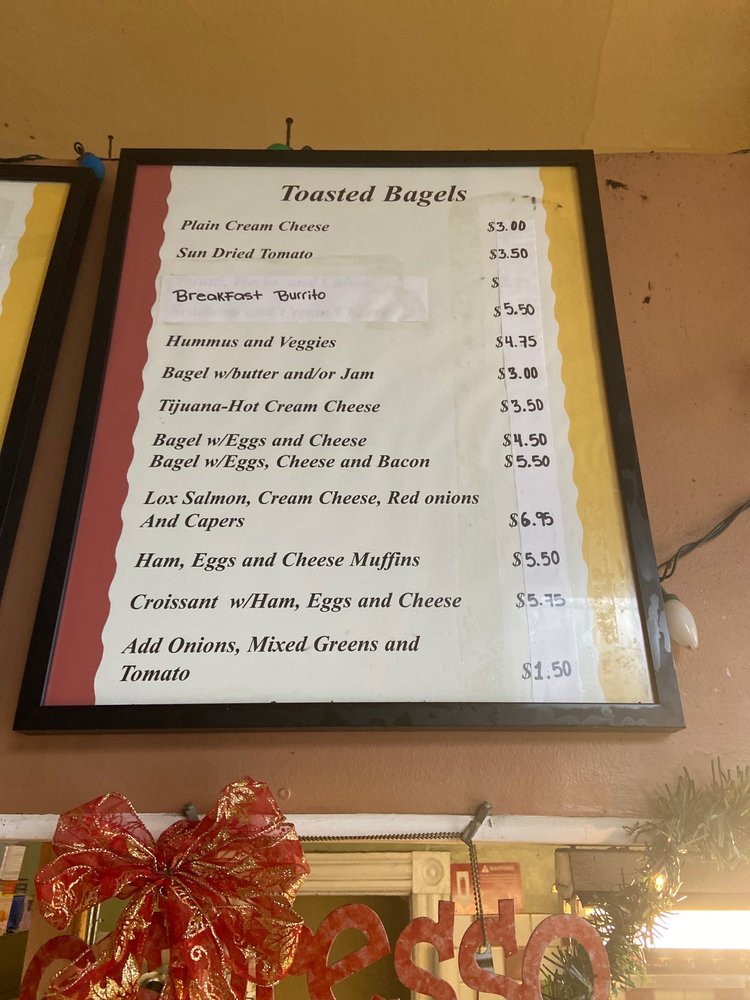 Toasted Bagels
Plain Cream Cheese $3.00
Sun Dried Tomato $3.50
$
Breakfast Burrito
$5.50
Hummus and Veggies $4.75
Bagel w/butter and/or Jam $3.00
Tijuana-Hot Cream Cheese $3.50
Bagel w/Eggs and Cheese $4.50
Bagel w/Eggs, Cheese and Bacon $5.50
Lox Salmon, Cream Cheese, Red onions
And Capers $6.95
Ham, Eggs and Cheese Muffins $5.50
Croissant w/Ham, Eggs and Cheese $5.75
Add Onions, Mixed Greens and
Tomato $1.50
WARNING